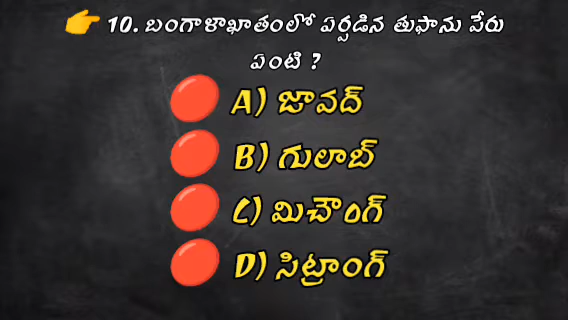 👉 10. బంగాళాఖాతంలో ఏర్పడిన తుఫాను పేరు
ఏంటి ?
A) జావద్
B) గులాబ్
C) మిచౌంగ్
D) సిట్రాంగ్